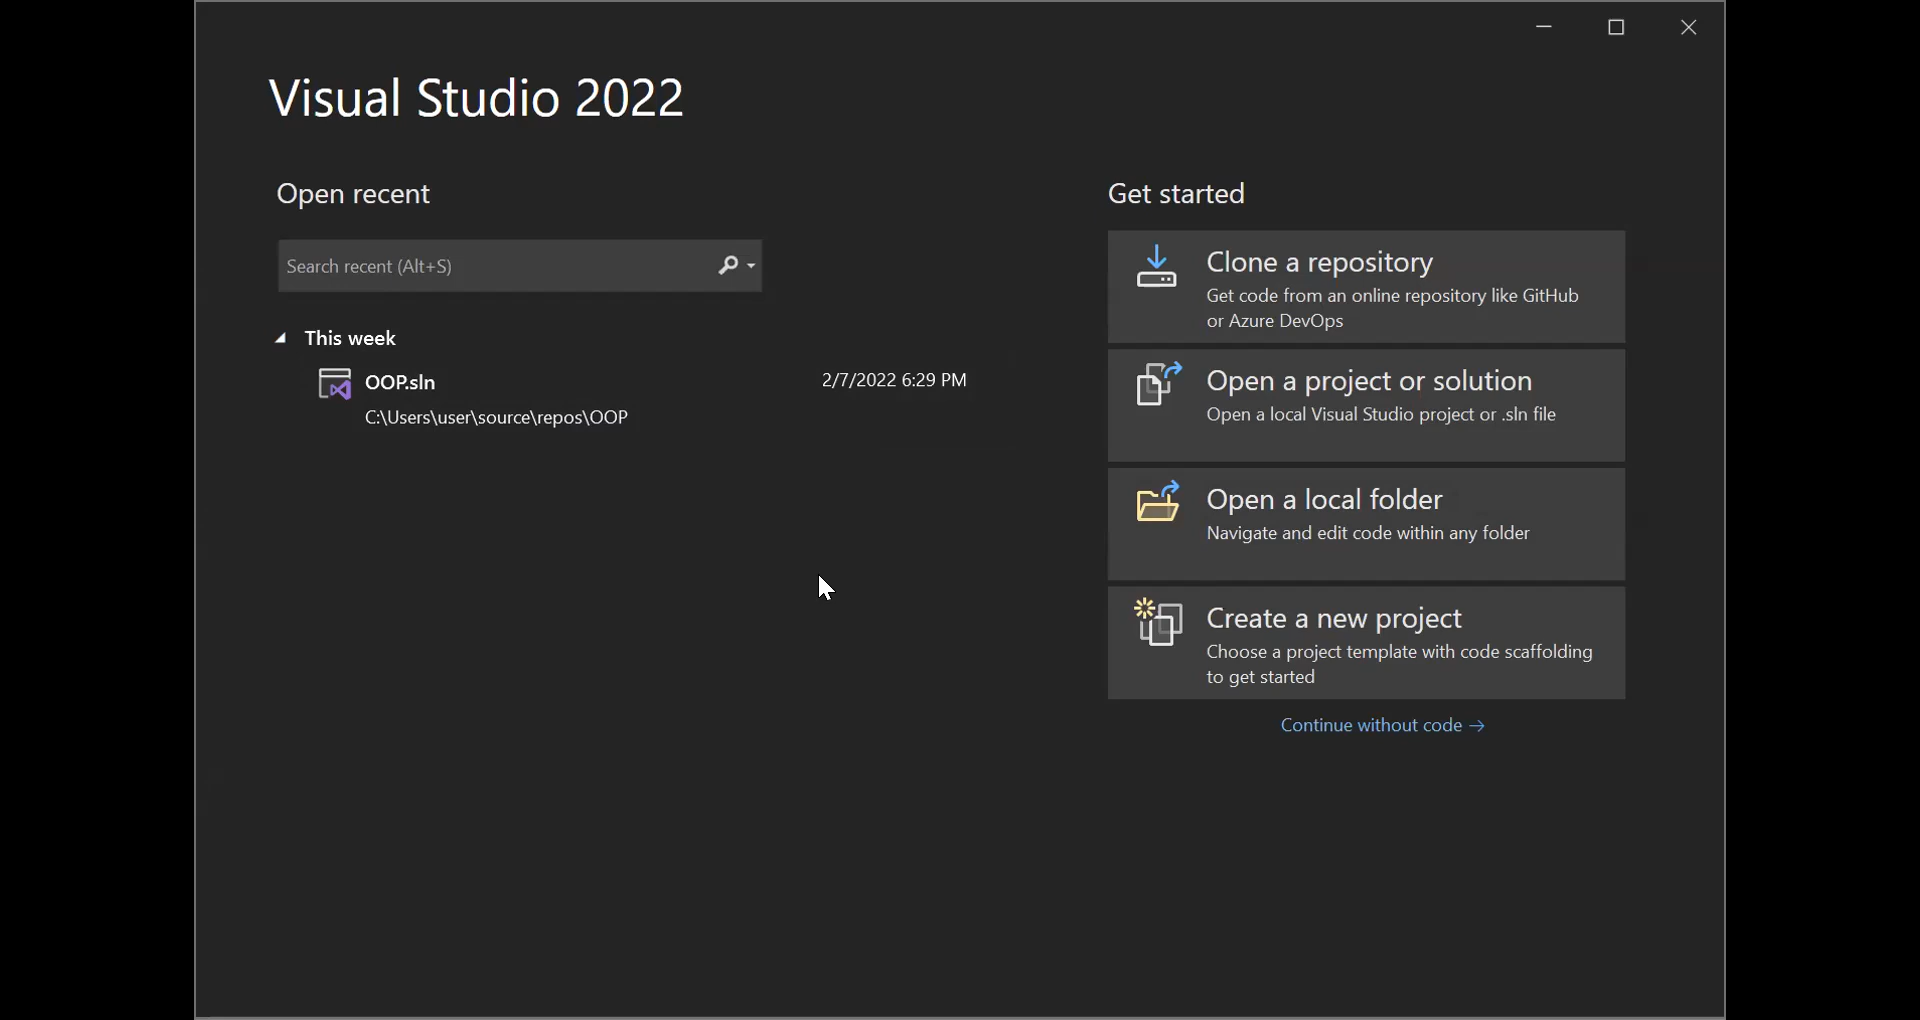 Visual Studio 2022
Open recent
Search recent (Alt+S)
This week
OOP.sln
2/7/2022 6:29 PM
C:\Users\user\source\repos\OOP
Get started
Clone a repository
Get code from an online repository like GitHub
or Azure DevOps
Open a project or solution
Open a local Visual Studio project or .sln file
Open a local folder
Navigate and edit code within any folder
Create a new project
Choose a project template with code scaffolding
to get started
Continue without code →